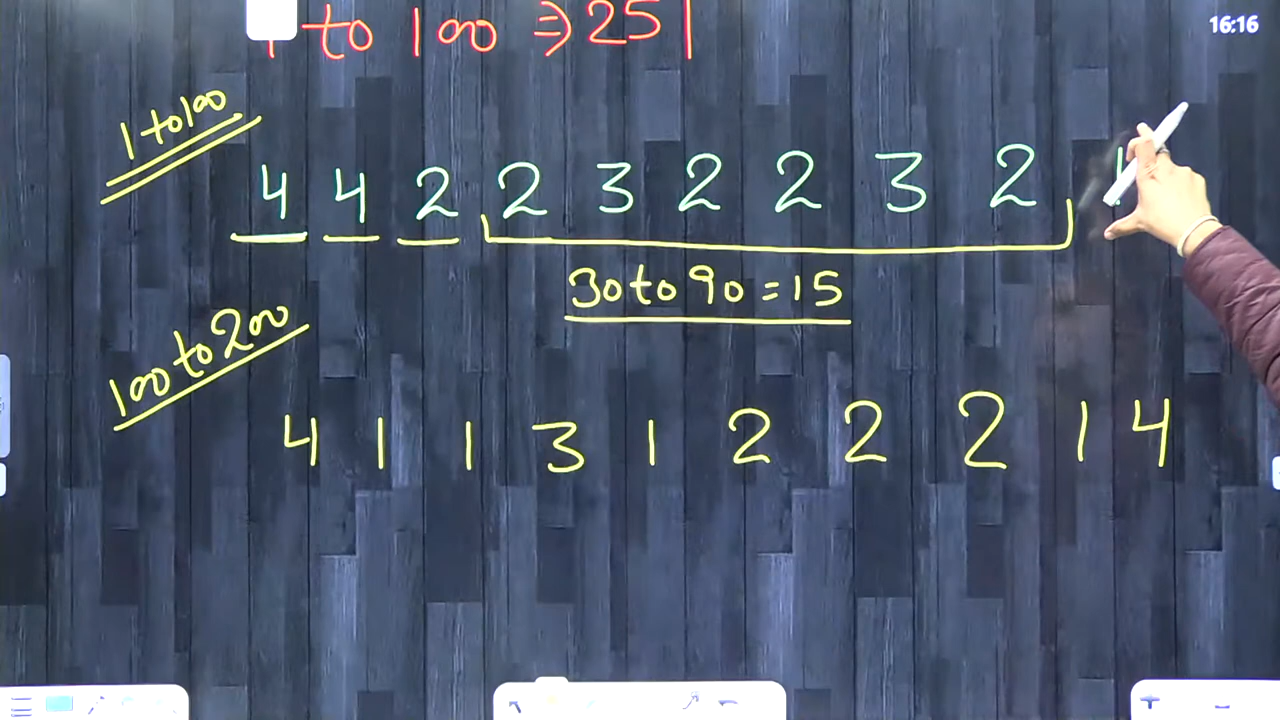 to 100 ⇒ 25
16:16
1 to 100
4 4 2 2 3 2 2 3 2
30 to 90 = 15
100 to 200
4 1 1 3 1 2 2 2 1 4